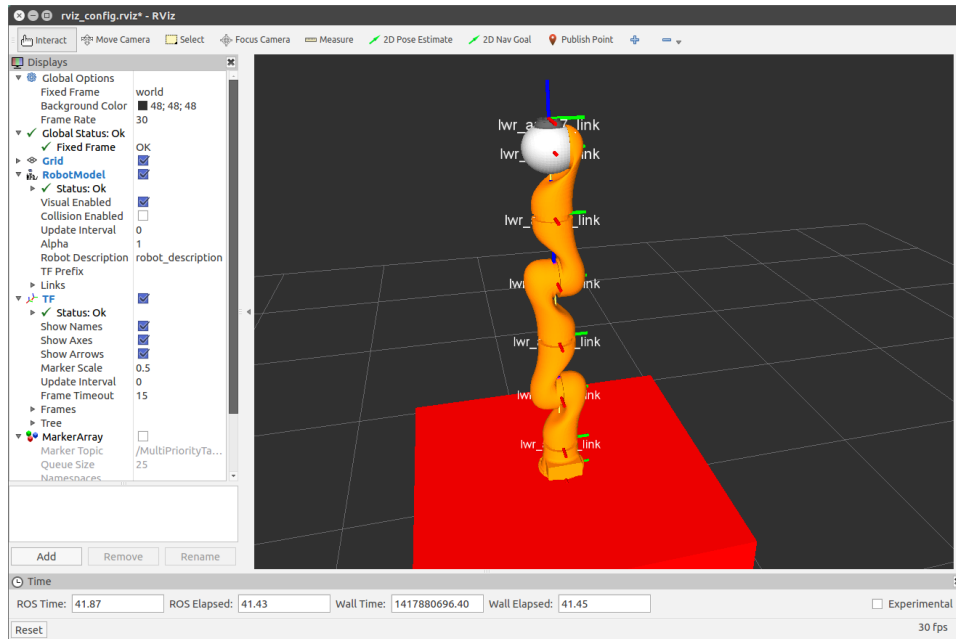 rviz_config.rviz* - RViz
Interact Move Camera Select Focus Camera Measure 2D Pose Estimate 2D Nav Goal Publish Point
Displays
Global Options
Fixed Frame world
Background Color 48; 48; 48
Frame Rate 30
Global Status: Ok
Fixed Frame OK
Grid
RobotModel
Status: Ok
Visual Enabled
Collision Enabled
Update Interval 0
Alpha 1
Robot Description robot_description
TF Prefix
Links
TF
Status: Ok
Show Names
Show Axes
Show Arrows
Marker Scale 0.5
Update Interval 0
Frame Timeout 15
Frames
Tree
MarkerArray
Marker Topic /MultiPriorityTa...
Queue Size 25
Namespaces
Add Remove Rename
Time
ROS Time: 41.87 ROS Elapsed: 41.43 Wall Time: 1417880696.40 Wall Elapsed: 41.45 Experimental
Reset 30 fps